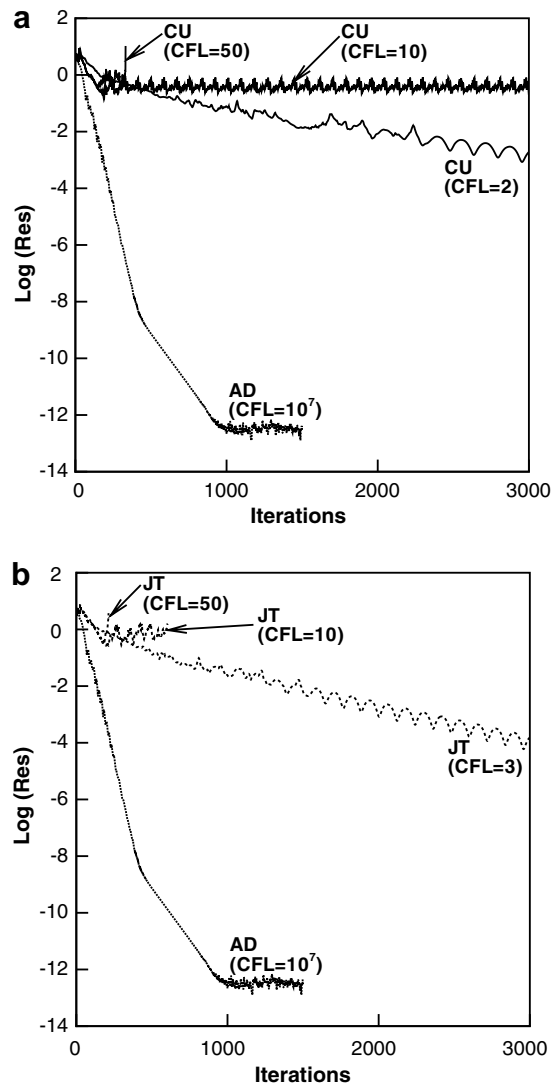 a
2
0
-2
-4
-6
-8
-10
-12
-14
Log (Res)
CU
(CFL=50)
CU
(CFL=10)
CU
(CFL=2)
AD
(CFL=10⁷)
0
1000
2000
3000
Iterations
b
2
0
-2
-4
-6
-8
-10
-12
-14
Log (Res)
JT
(CFL=50)
JT
(CFL=10)
JT
(CFL=3)
AD
(CFL=10⁷)
0
1000
2000
3000
Iterations